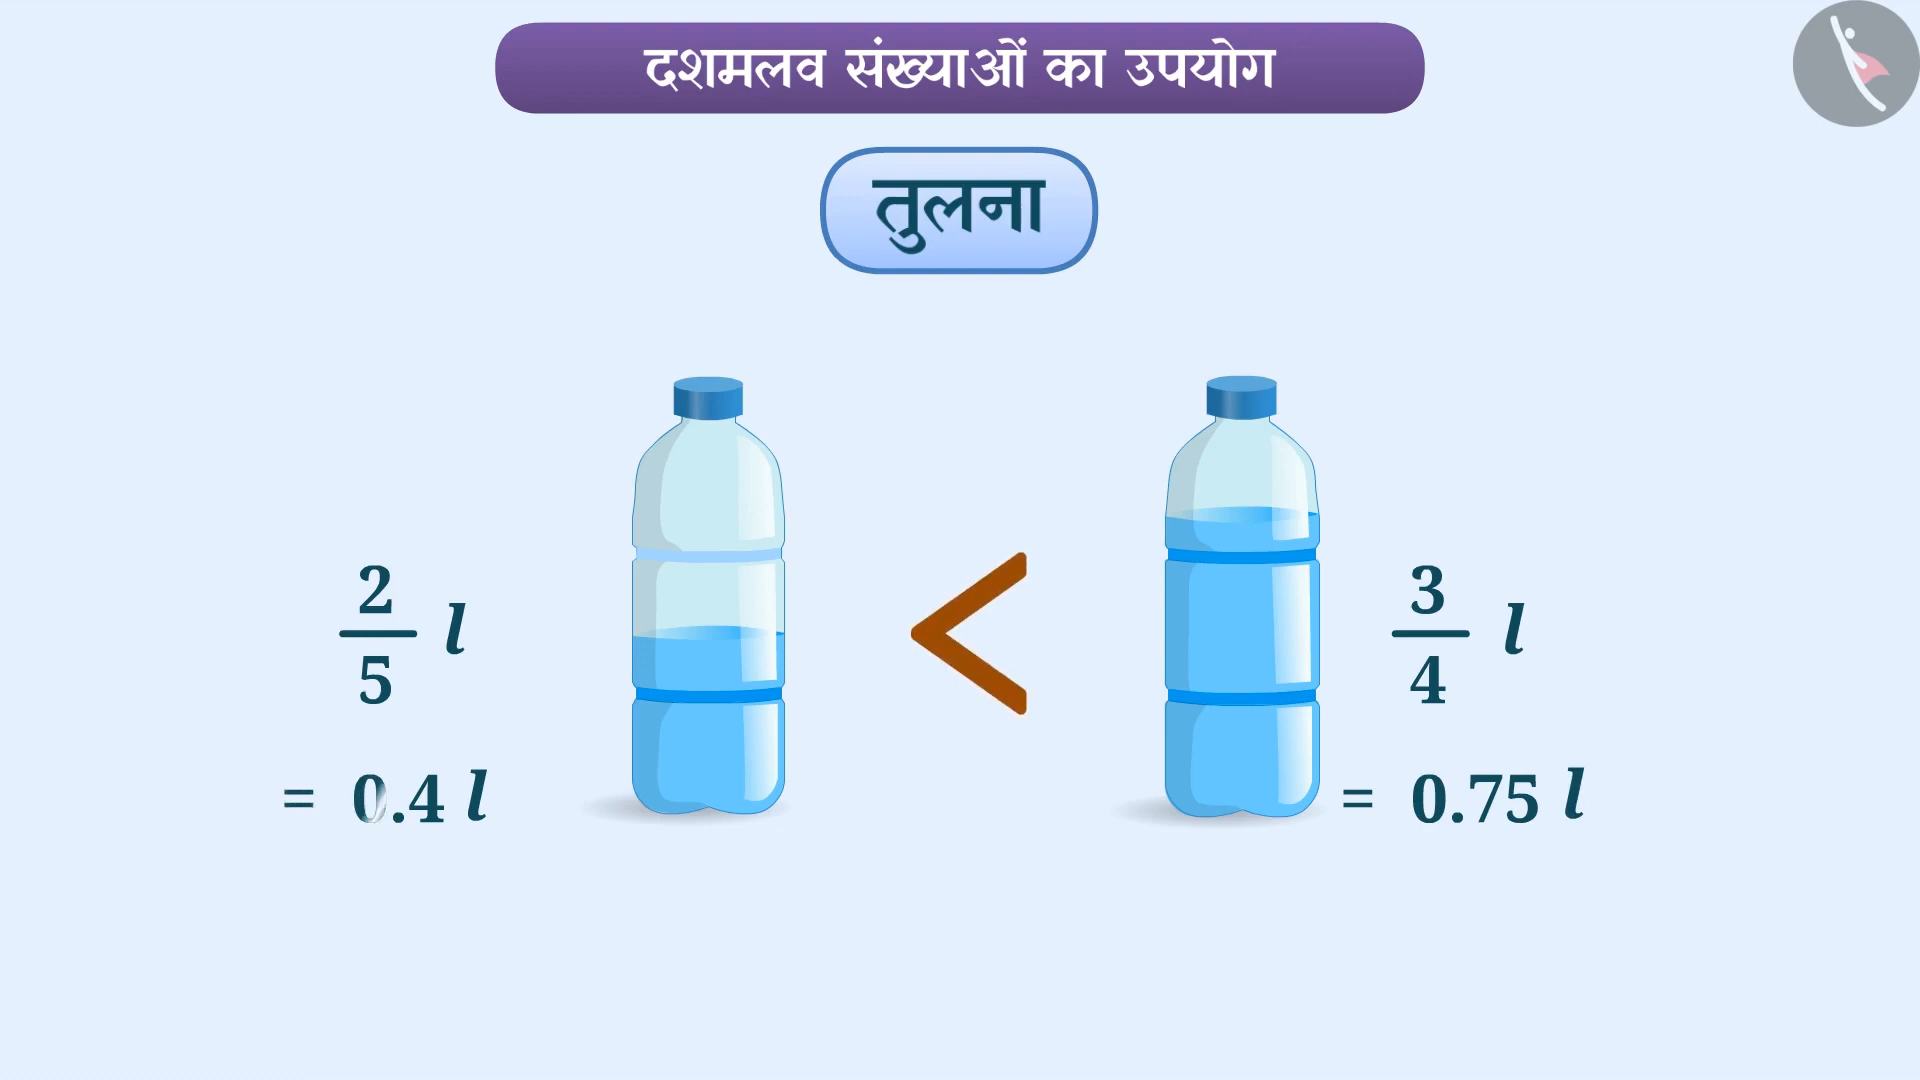 दशमलव संख्याओं का उपयोग
तुलना
2/5 l
= 0.4 l
<
3/4 l
= 0.75 l